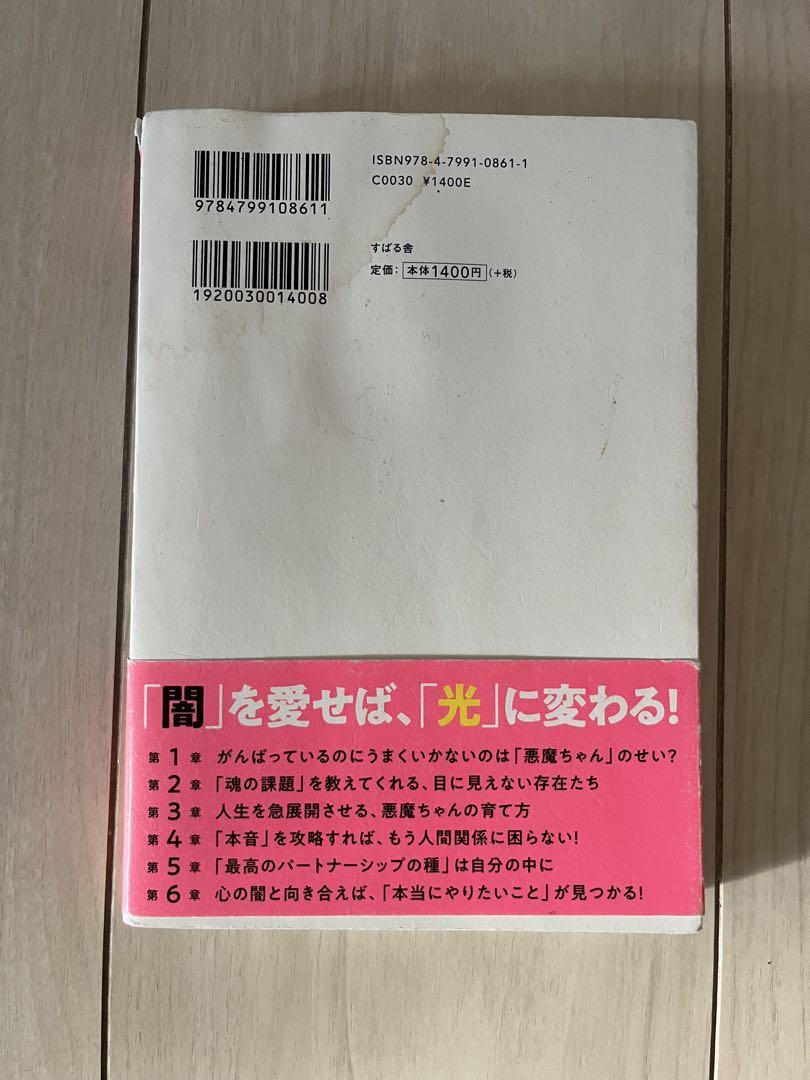 ISBN978-4-7991-0861-1
C0030 ¥1400E
9784799108611
すばる舎
定価：本体1400円（＋税）
1920030014008
「闇」を愛せば、「光」に変わる！
第1章 がんばっているのにうまくいかないのは「悪魔ちゃん」のせい？
第2章 「魂の課題」を教えてくれる、目に見えない存在たち
第3章 人生を急展開させる、悪魔ちゃんの育て方
第4章 「本音」を攻略すれば、もう人間関係に困らない！
第5章 「最高のパートナーシップの種」は自分の中に
第6章 心の闇と向き合えば、「本当にやりたいこと」が見つかる！